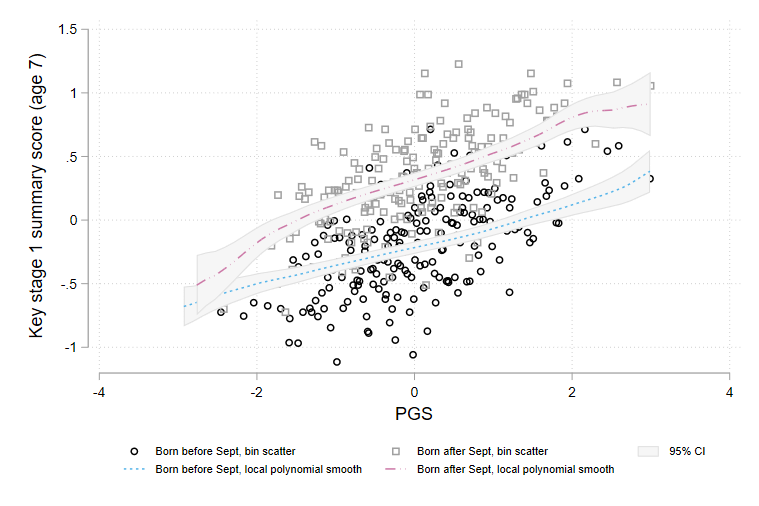 Key stage 1 summary score (age 7)
1.5
1
.5
0
-.5
-1
-4
-2
0
2
4
PGS
Born before Sept, bin scatter
Born after Sept, bin scatter
95% CI
Born before Sept, local polynomial smooth
Born after Sept, local polynomial smooth